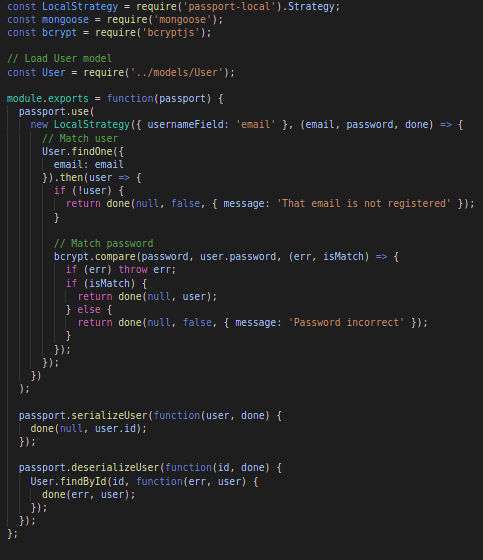 const LocalStrategy = require('passport-local').Strategy;
const mongoose = require('mongoose');
const bcrypt = require('bcryptjs');

// Load User model
const User = require('../models/User');

module.exports = function(passport) {
  passport.use(
    new LocalStrategy({ usernameField: 'email' }, (email, password, done) => {
      // Match user
      User.findOne({
        email: email
      }).then(user => {
        if (!user) {
          return done(null, false, { message: 'That email is not registered' });
        }

        // Match password
        bcrypt.compare(password, user.password, (err, isMatch) => {
          if (err) throw err;
          if (isMatch) {
            return done(null, user);
          } else {
            return done(null, false, { message: 'Password incorrect' });
          }
        });
      });
    })
  );

  passport.serializeUser(function(user, done) {
    done(null, user.id);
  });

  passport.deserializeUser(function(id, done) {
    User.findById(id, function(err, user) {
      done(err, user);
    });
  });
};